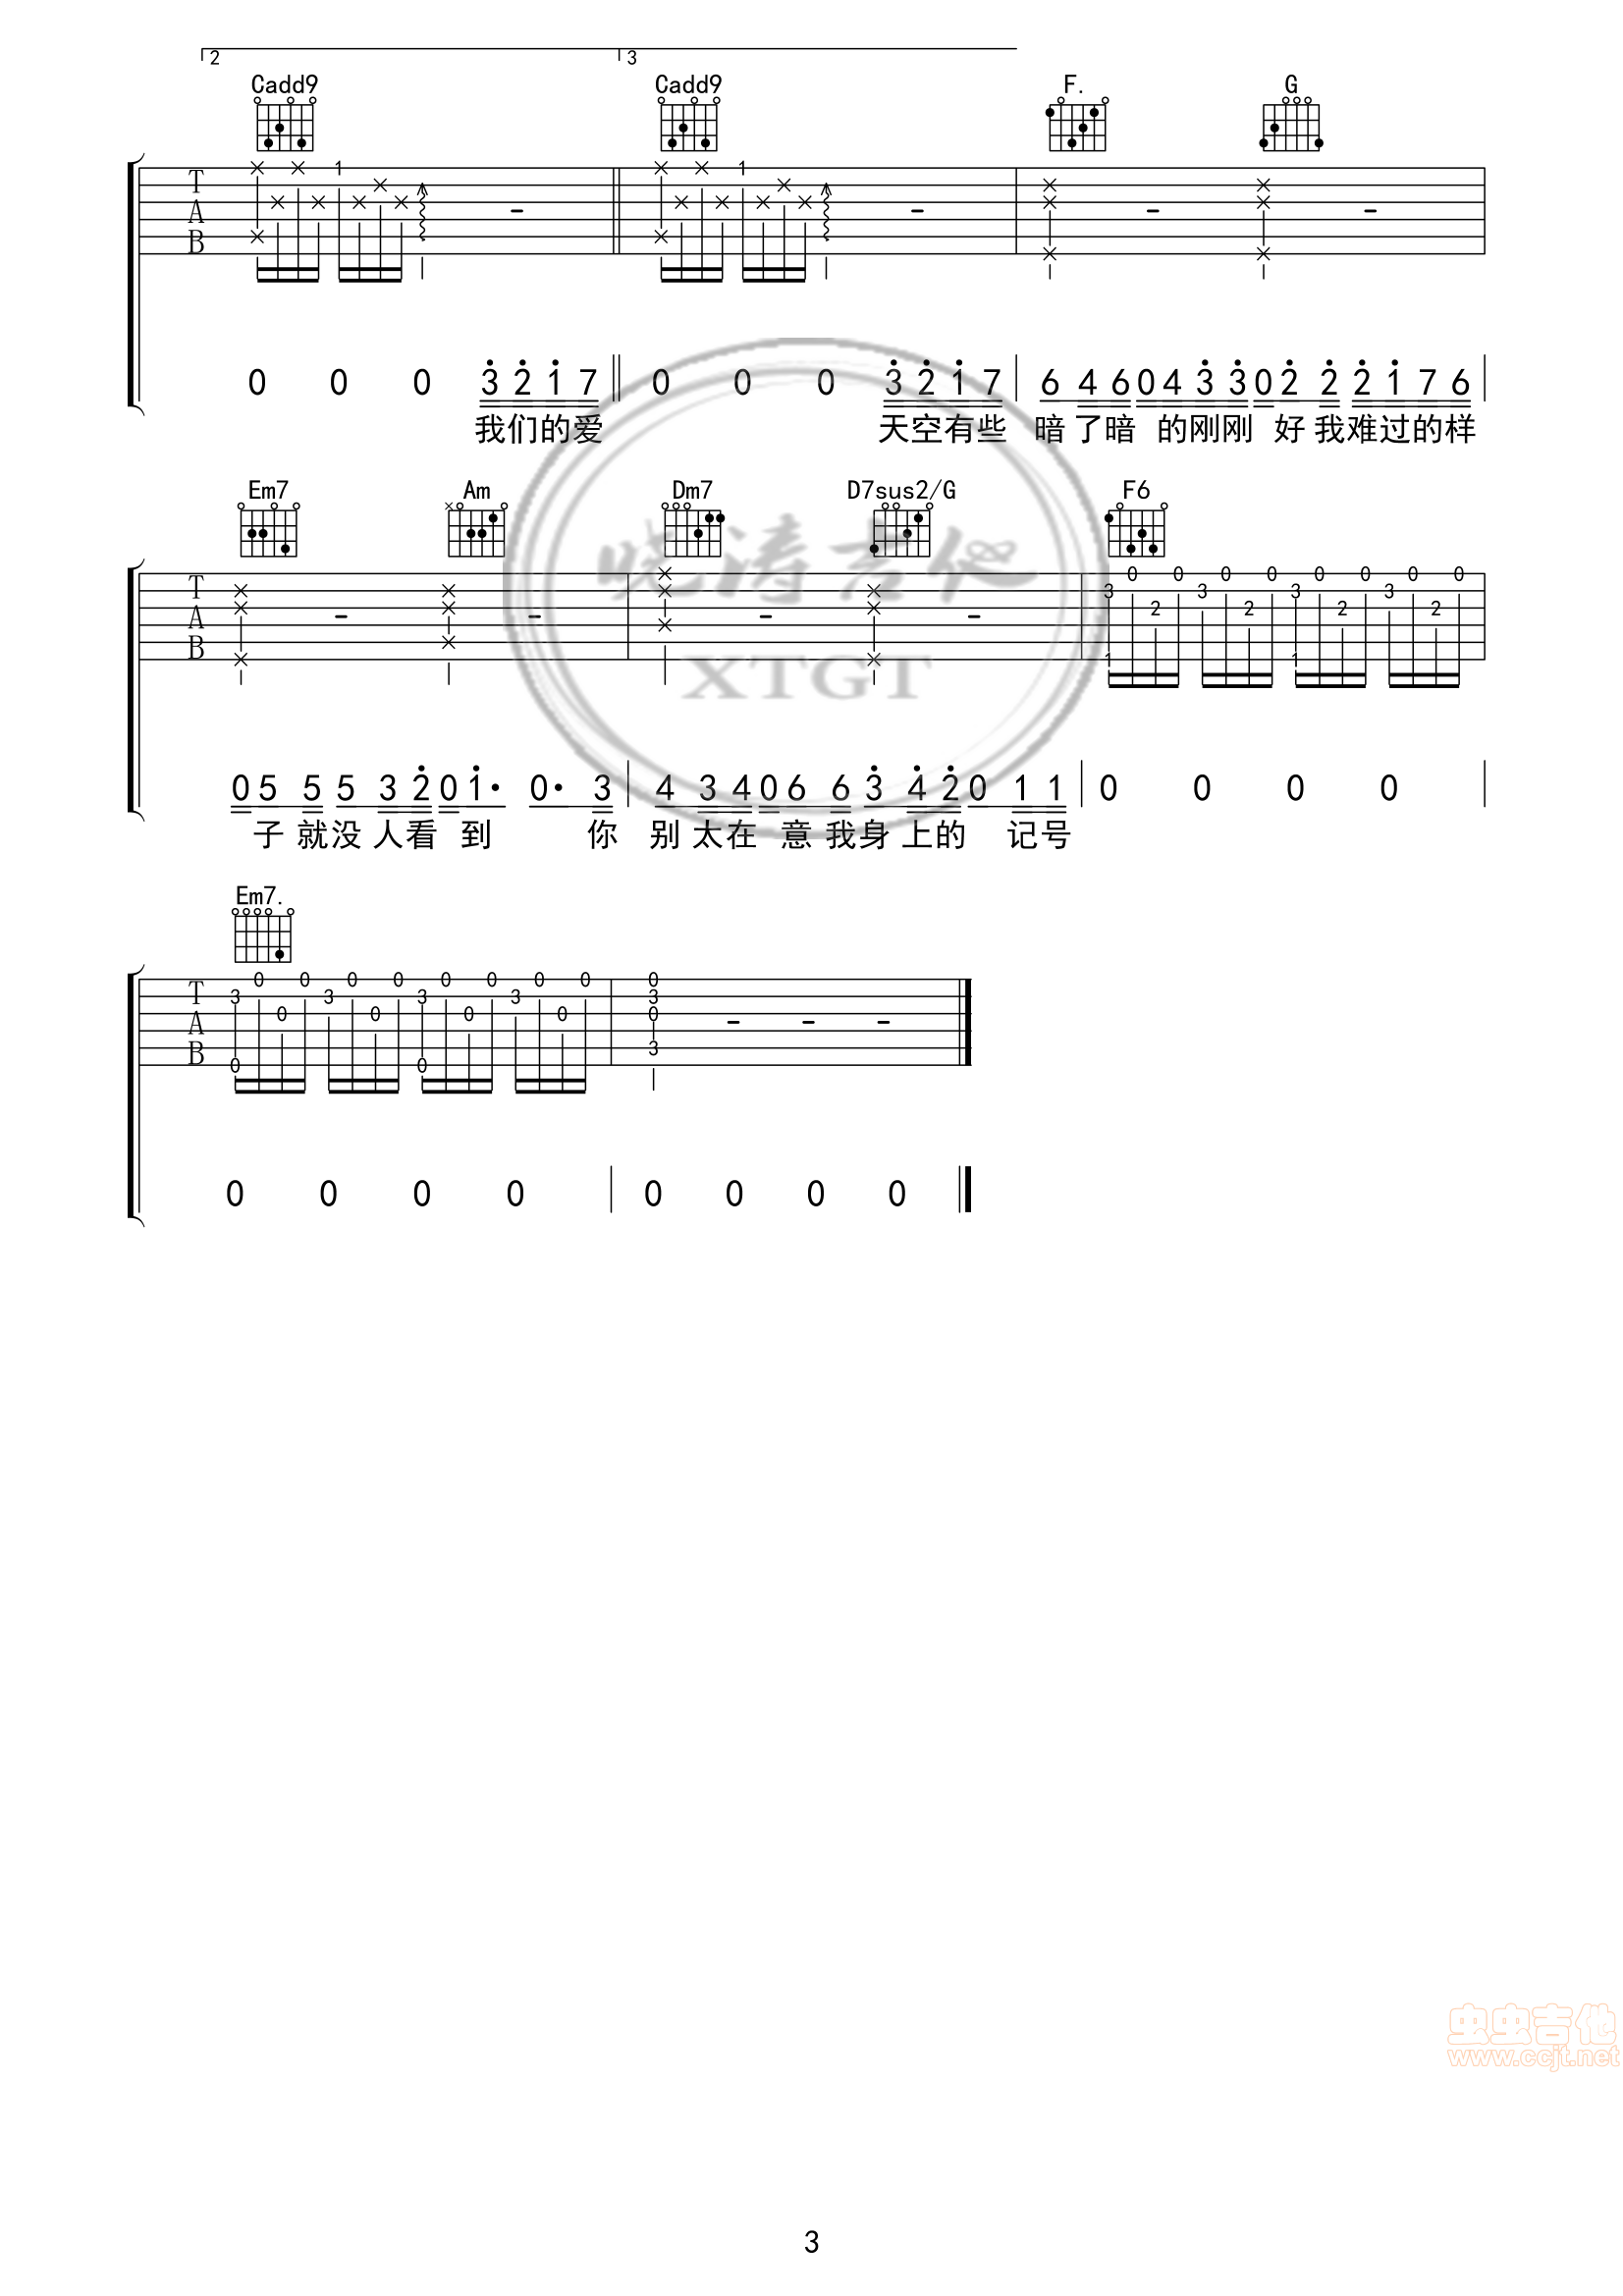 2 3
Cadd9 Cadd9 F. G
T A B
× × × × 1 × × × - × × × × 1 × × × - × × × - × × × -
0 0 0 3 2 1 7 0 0 0 3 2 1 7 6 4 6 0 4 3 3 0 2 2 2 1 7 6
我们的爱 天空有些 暗了暗 的刚刚 好我难过的样
Em7 Am Dm7 D7sus2/G F6
晓涛吉他
XTGT
T A B
3 1 0 2 0 3 0 2 0 3 1 0 2 0 3 0 2 0
0 5 5 5 3 2 0 1· 0· 3 4 3 4 0 6 6 3 4 2 0 1 1 0 0 0 0
子就没人看 到 你 别太在 意我身上的 记号
Em7.
T A B
3 0 0 0 0 3 0 0 0 3 0 0 0 0 3 0 0 0 0 3 0 3 - - -
0 0 0 0 0 0 0 0
虫虫吉他
www.ccjt.net
3